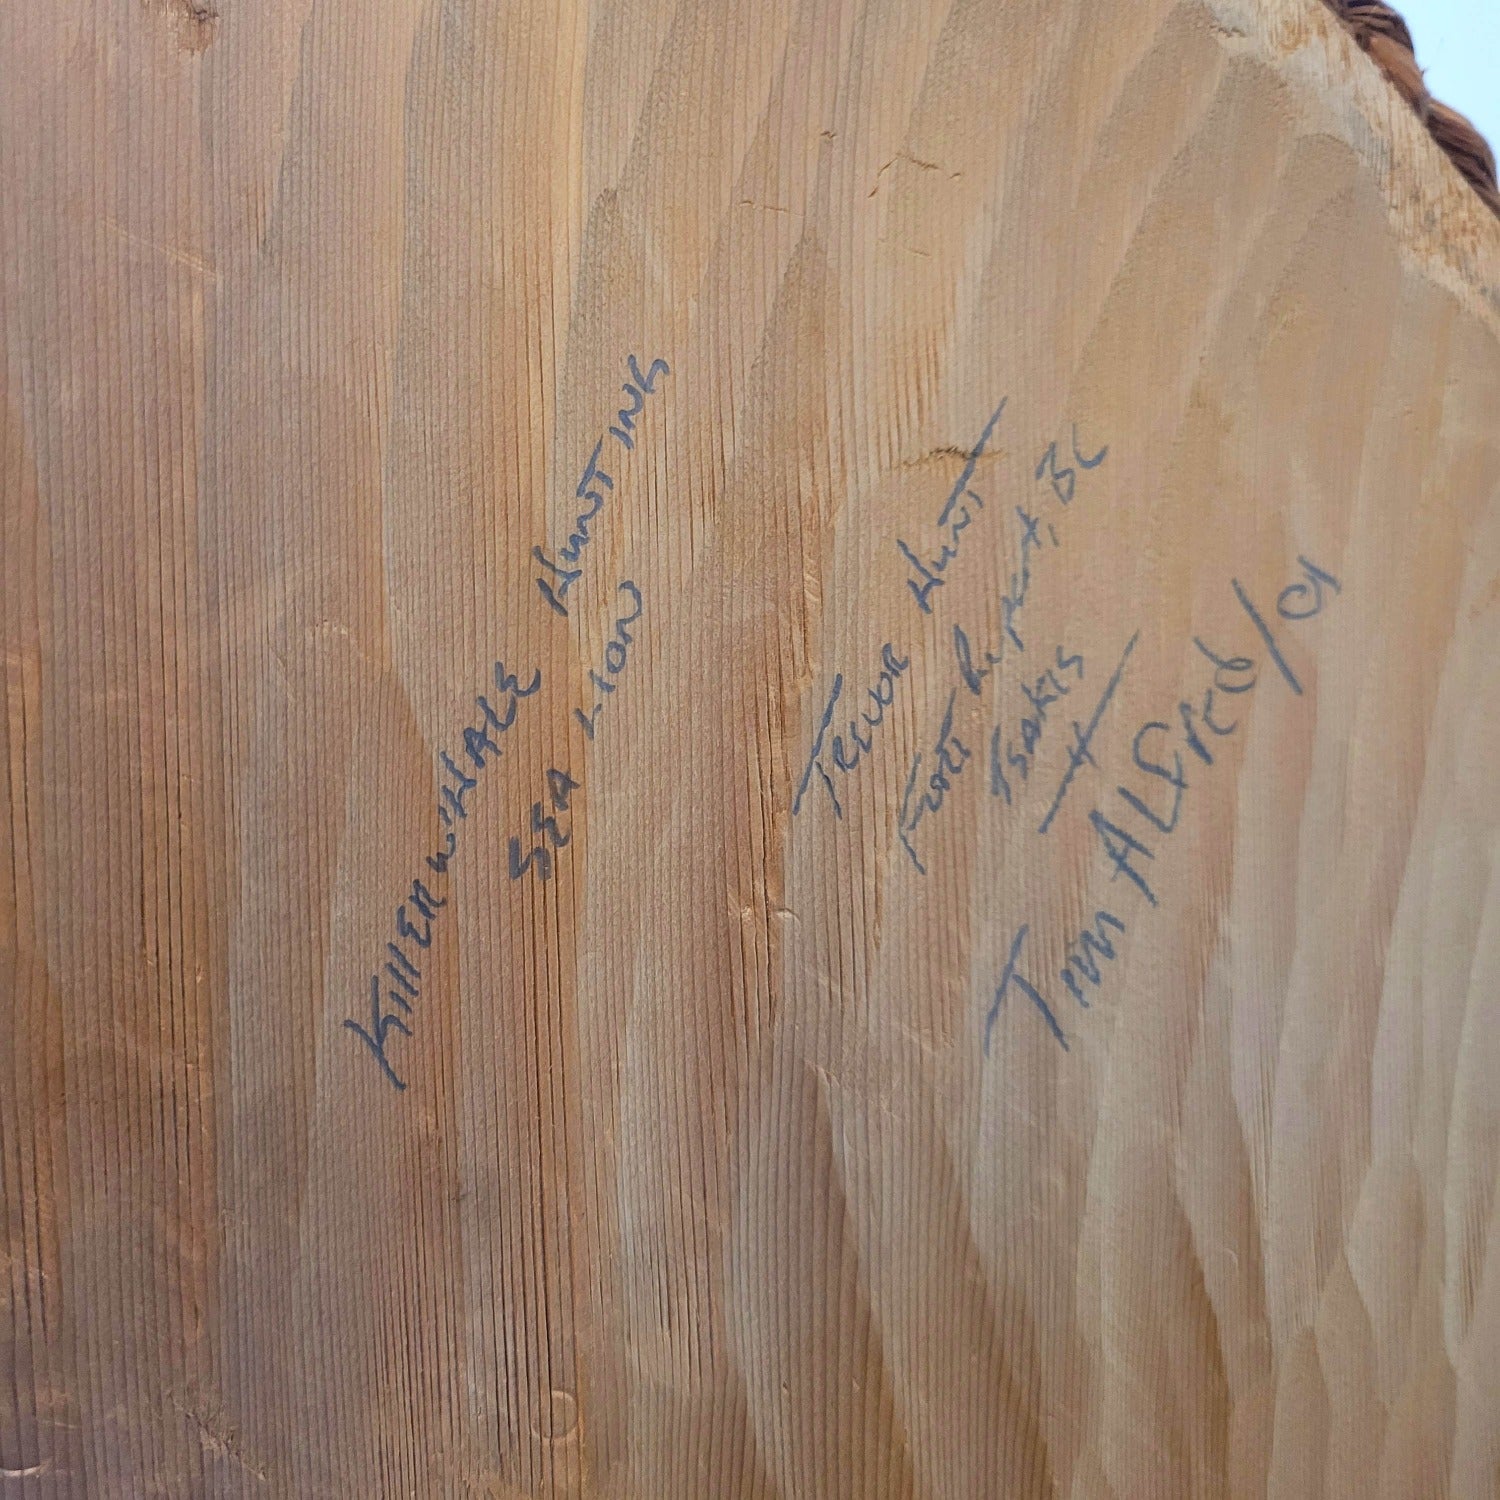 KIllERWHALE HuNTING
SEA LION
TREVOR HuNT
FORT RupeRt, BC
TSAKIS
Tom ALFReD/01